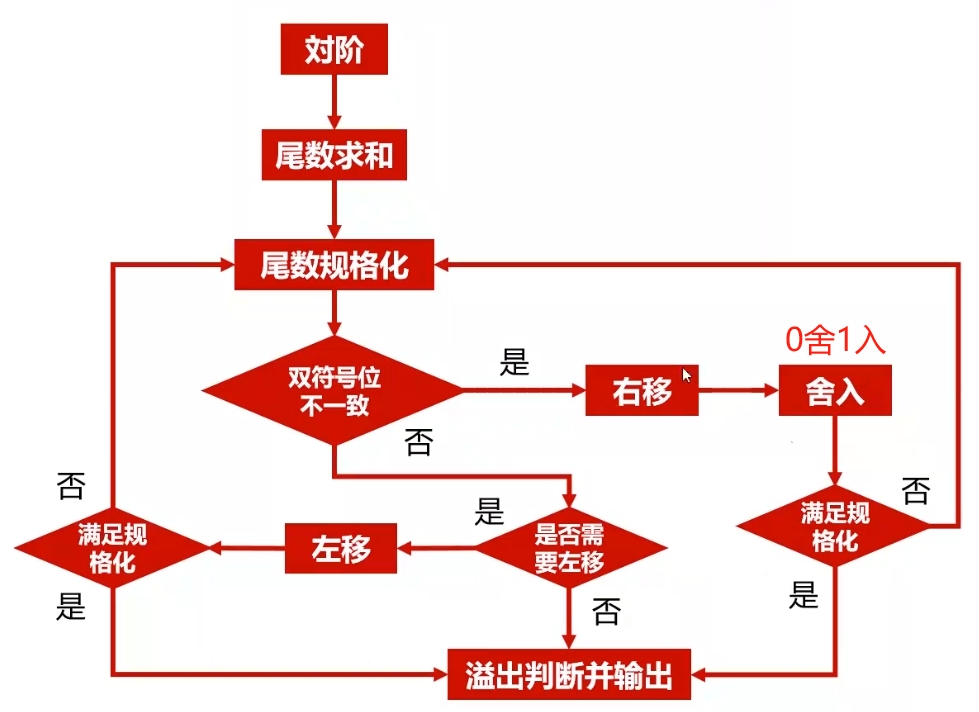 对阶
尾数求和
尾数规格化
0舍1入
双符号位
不一致
是
右移
舍入
否
否
满足规
格化
左移
是
是否需
要左移
满足规
格化
否
是
否
是
溢出判断并输出